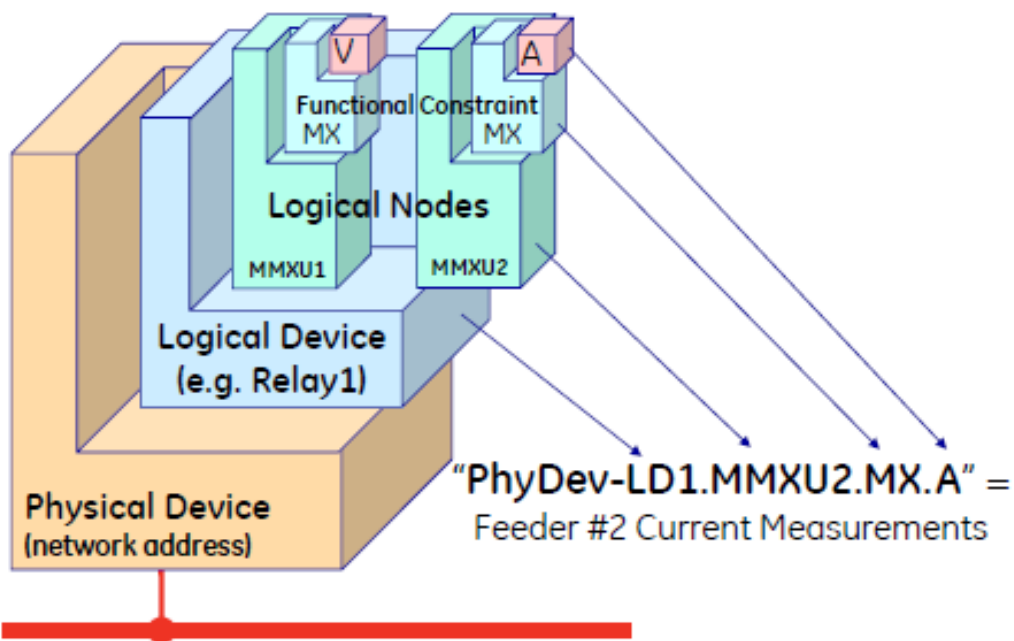 V
A
Functional Constraint
MX
MX
Logical Nodes
MMXU1
MMXU2
Logical Device
(e.g. Relay1)
"PhyDev-LD1.MMXU2.MX.A" =
Feeder #2 Current Measurements
Physical Device
(network address)